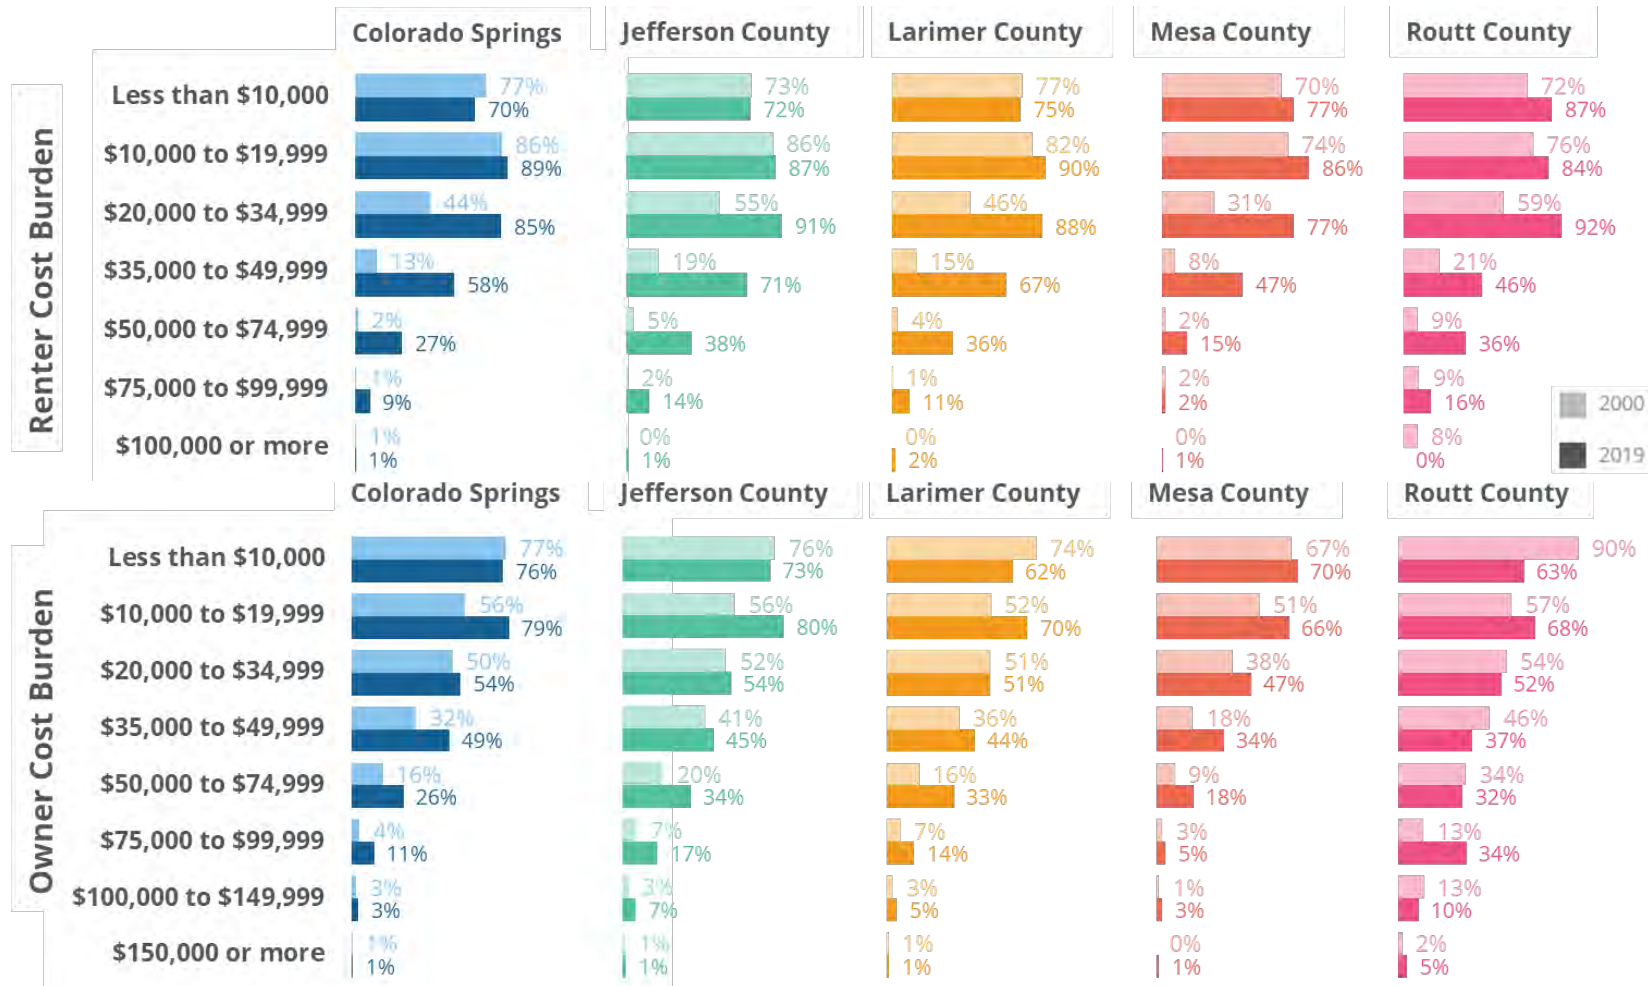 Colorado Springs Jefferson County Larimer County Mesa County Routt County
Renter Cost Burden
Less than $10,000 77% 73% 77% 70% 72%
70% 72% 75% 77% 87%
$10,000 to $19,999 86% 86% 82% 74% 76%
89% 87% 90% 86% 84%
$20,000 to $34,999 44% 55% 46% 31% 59%
85% 91% 88% 77% 92%
$35,000 to $49,999 13% 19% 15% 8% 21%
58% 71% 67% 47% 46%
$50,000 to $74,999 2% 5% 4% 2% 9%
27% 38% 36% 15% 36%
$75,000 to $99,999 1% 2% 1% 2% 9%
9% 14% 11% 2% 16%
$100,000 or more 1% 0% 0% 0% 8%
1% 1% 2% 1% 0%
2000
2019
Colorado Springs Jefferson County Larimer County Mesa County Routt County
Owner Cost Burden
Less than $10,000 77% 76% 74% 67% 90%
76% 73% 62% 70% 63%
$10,000 to $19,999 56% 56% 52% 51% 57%
79% 80% 70% 66% 68%
$20,000 to $34,999 50% 52% 51% 38% 54%
54% 54% 51% 47% 52%
$35,000 to $49,999 32% 41% 36% 18% 46%
49% 45% 44% 34% 37%
$50,000 to $74,999 16% 20% 16% 9% 34%
26% 34% 33% 18% 32%
$75,000 to $99,999 4% 7% 7% 3% 13%
11% 17% 14% 5% 34%
$100,000 to $149,999 3% 3% 3% 1% 13%
3% 7% 5% 3% 10%
$150,000 or more 1% 1% 1% 0% 2%
1% 1% 1% 1% 5%